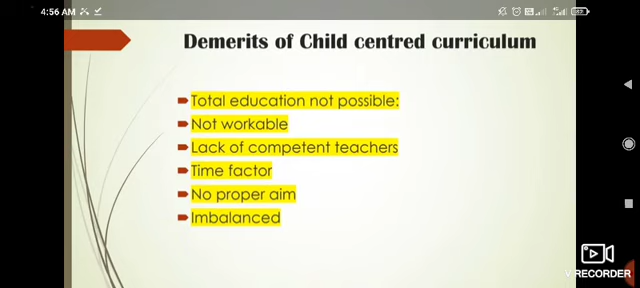 4:56 AM
Demerits of Child centred curriculum
Total education not possible:
Not workable
Lack of competent teachers
Time factor
No proper aim
Imbalanced
V RECORDER